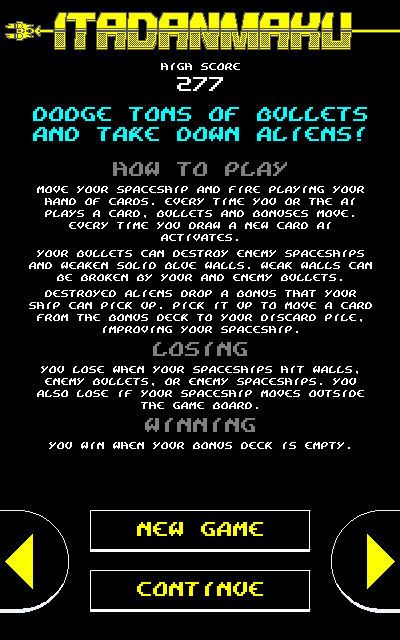 ITADANMAKU
HIGH SCORE
277
DODGE TONS OF BULLETS
AND TAKE DOWN ALIENS!
HOW TO PLAY
MOVE YOUR SPACESHIP AND FIRE PLAYING YOUR
HAND OF CARDS. EVERY TIME YOU OR THE AI
PLAYS A CARD, BULLETS AND BONUSES MOVE.
EVERY TIME YOU DRAW A NEW CARD AI
ACTIVATES.
YOUR BULLETS CAN DESTROY ENEMY SPACESHIPS
AND WEAKEN SOLID BLUE WALLS. WEAK WALLS CAN
BE BROKEN BY YOUR AND ENEMY BULLETS.
DESTROYED ALIENS DROP A BONUS THAT YOUR
SHIP CAN PICK UP. PICK IT UP TO MOVE A CARD
FROM THE BONUS DECK TO YOUR DISCARD PILE,
IMPROVING YOUR SPACESHIP.
LOSING
YOU LOSE WHEN YOUR SPACESHIPS HIT WALLS,
ENEMY BULLETS, OR ENEMY SPACESHIPS. YOU
ALSO LOSE IF YOUR SPACESHIP MOVES OUTSIDE
THE GAME BOARD.
WINNING
YOU WIN WHEN YOUR BONUS DECK IS EMPTY.
NEW GAME
CONTINUE